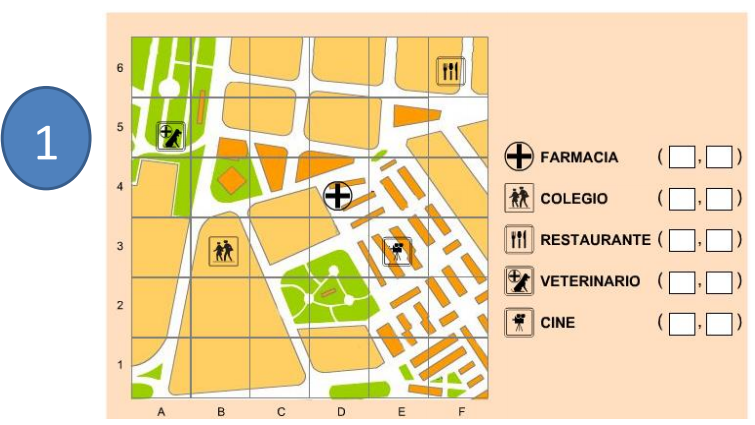 1
6
5
4
3
2
1
A B C D E F
FARMACIA ( , )
COLEGIO ( , )
RESTAURANTE ( , )
VETERINARIO ( , )
CINE ( , )